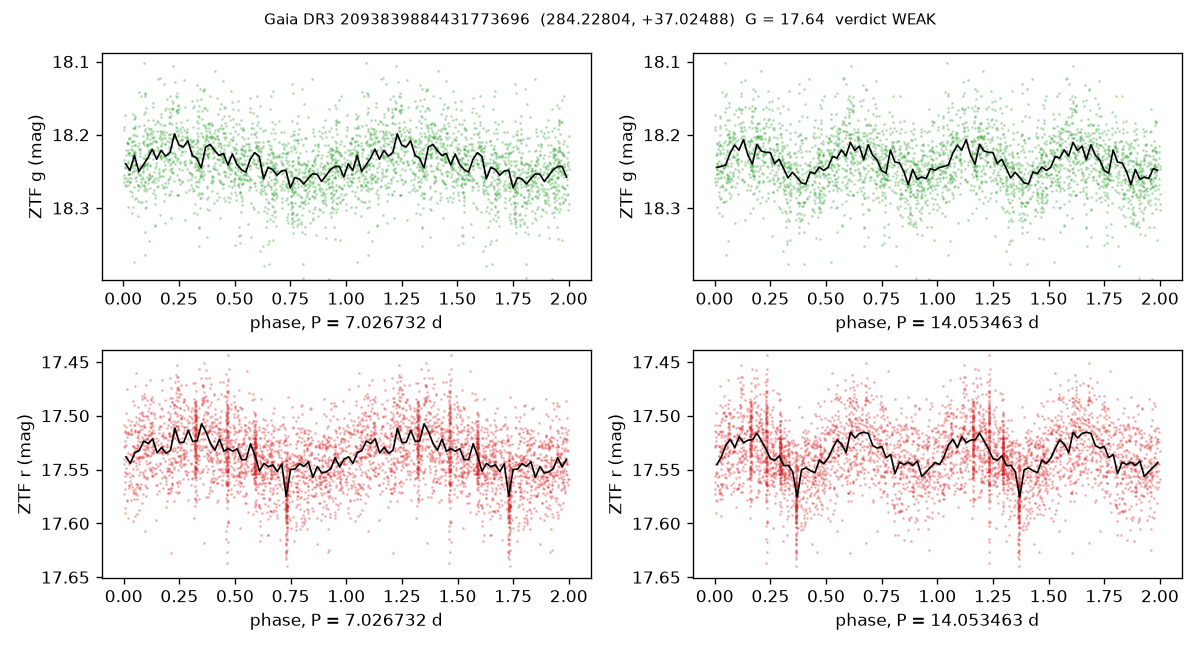 Gaia DR3 2093839884431773696  (284.22804, +37.02488)  G = 17.64  verdict WEAK
18.1
18.2
18.3
ZTF g (mag)
0.00 0.25 0.50 0.75 1.00 1.25 1.50 1.75 2.00
phase, P = 7.026732 d
18.1
18.2
18.3
ZTF g (mag)
0.00 0.25 0.50 0.75 1.00 1.25 1.50 1.75 2.00
phase, P = 14.053463 d
17.45
17.50
17.55
17.60
17.65
ZTF r (mag)
0.00 0.25 0.50 0.75 1.00 1.25 1.50 1.75 2.00
phase, P = 7.026732 d
17.45
17.50
17.55
17.60
17.65
ZTF r (mag)
0.00 0.25 0.50 0.75 1.00 1.25 1.50 1.75 2.00
phase, P = 14.053463 d